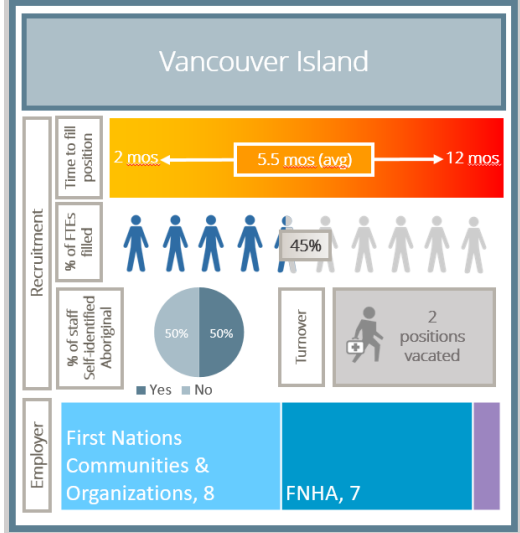 Vancouver Island
Recruitment
Time to fill
position
2 mos
5.5 mos (avg)
12 mos
% of FTEs
filled
45%
% of staff
Self-identified
Aboriginal
50%
50%
Yes
No
Turnover
2
positions
vacated
Employer
First Nations
Communities &
Organizations, 8
FNHA, 7